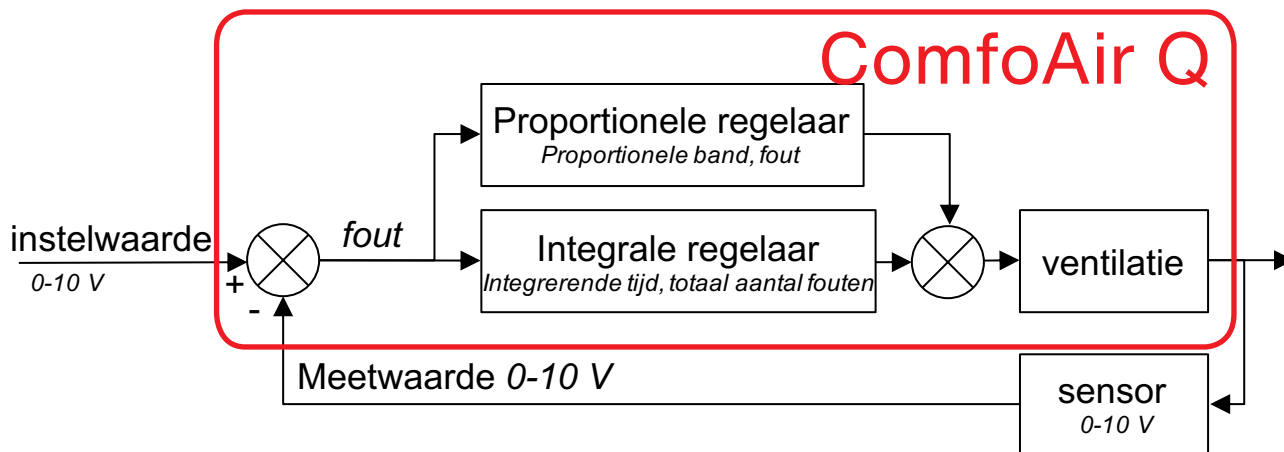 ComfoAir Q
Proportionele regelaar
Proportionele band, fout
instelwaarde
0-10 V
+
-
fout
Integrale regelaar
Integrerende tijd, totaal aantal fouten
ventilatie
Meetwaarde 0-10 V
sensor
0-10 V